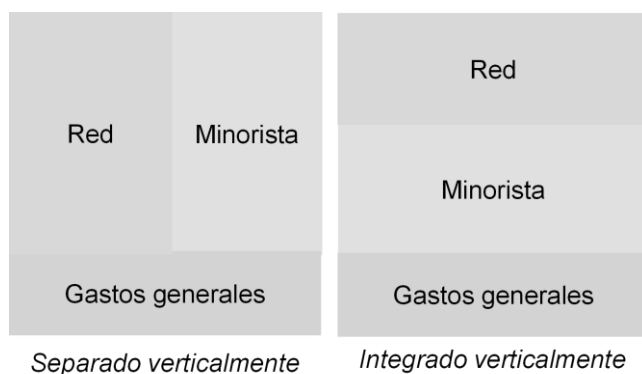 Red
Minorista
Gastos generales
Separado verticalmente
Red
Minorista
Gastos generales
Integrado verticalmente